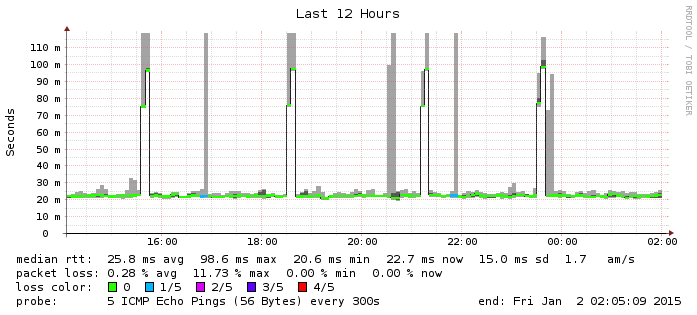 Last 12 Hours
RRDTOOL / TOBI OETIKER
Seconds
110 m
100 m
90 m
80 m
70 m
60 m
50 m
40 m
30 m
20 m
10 m
0
16:00 18:00 20:00 22:00 00:00 02:00
median rtt: 25.8 ms avg 98.6 ms max 20.6 ms min 22.7 ms now 15.0 ms sd 1.7 am/s
packet loss: 0.28 % avg 11.73 % max 0.00 % min 0.00 % now
loss color: 0 1/5 2/5 3/5 4/5
probe: 5 ICMP Echo Pings (56 Bytes) every 300s end: Fri Jan 2 02:05:09 2015